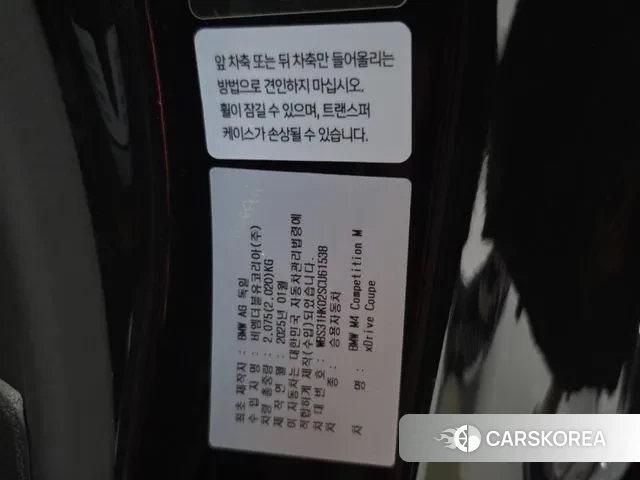 앞 차축 또는 뒤 차축만 들어올리는
방법으로 견인하지 마십시오.
휠이 잠길 수 있으며, 트랜스퍼
케이스가 손상될 수 있습니다.
최초 제작자 : BMW AG 독일
수 입 자 명 : 비엠더블유코리아(주)
차량 총중량 : 2,075(2,020)KG
제 작 연 월 : 2025년 01월
이 자동차는 대한민국 자동차관리법령에
적합하게 제작(수입)되었습니다.
차 대 번 호 : WBS31HK02SCU61538
차 종 : 승용자동차
차 명 : BMW M4 Competition M
xDrive Coupe
CARSKOREA